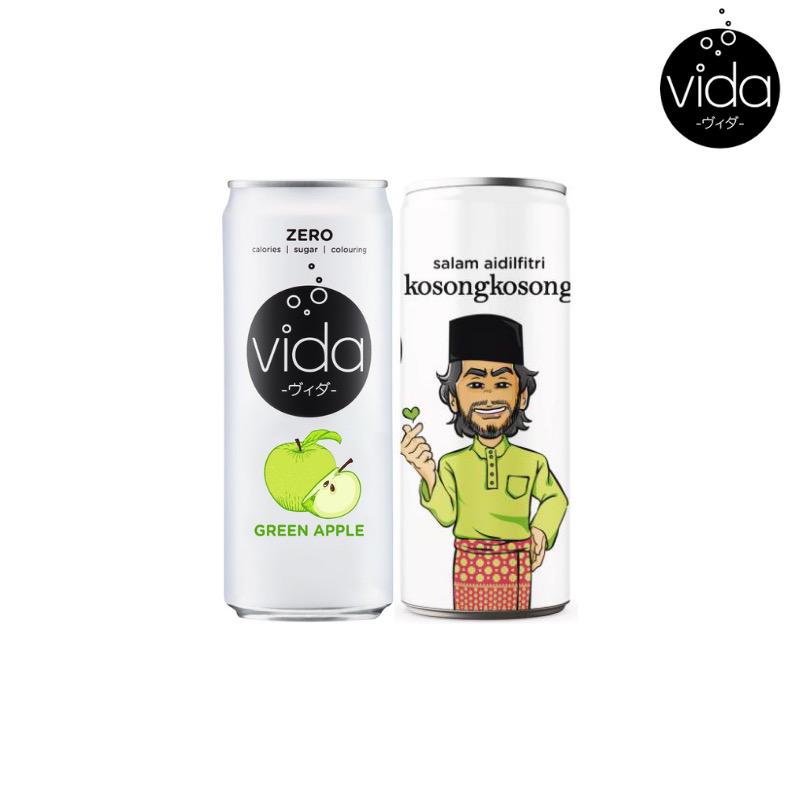 vida
-ヴィダ-
ZERO
calories | sugar | colouring
vida
-ヴィダ-
GREEN APPLE
salam aidilfitri
kosongkosong